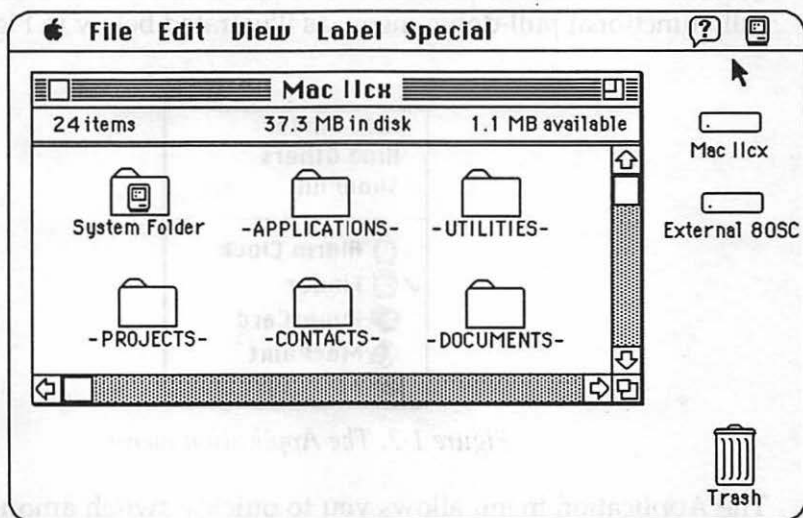 File Edit View Label Special
Mac IIcx
24 items 37.3 MB in disk 1.1 MB available
System Folder -APPLICATIONS- -UTILITIES-
-PROJECTS- -CONTACTS- -DOCUMENTS-
Mac IIcx
External 80SC
Trash